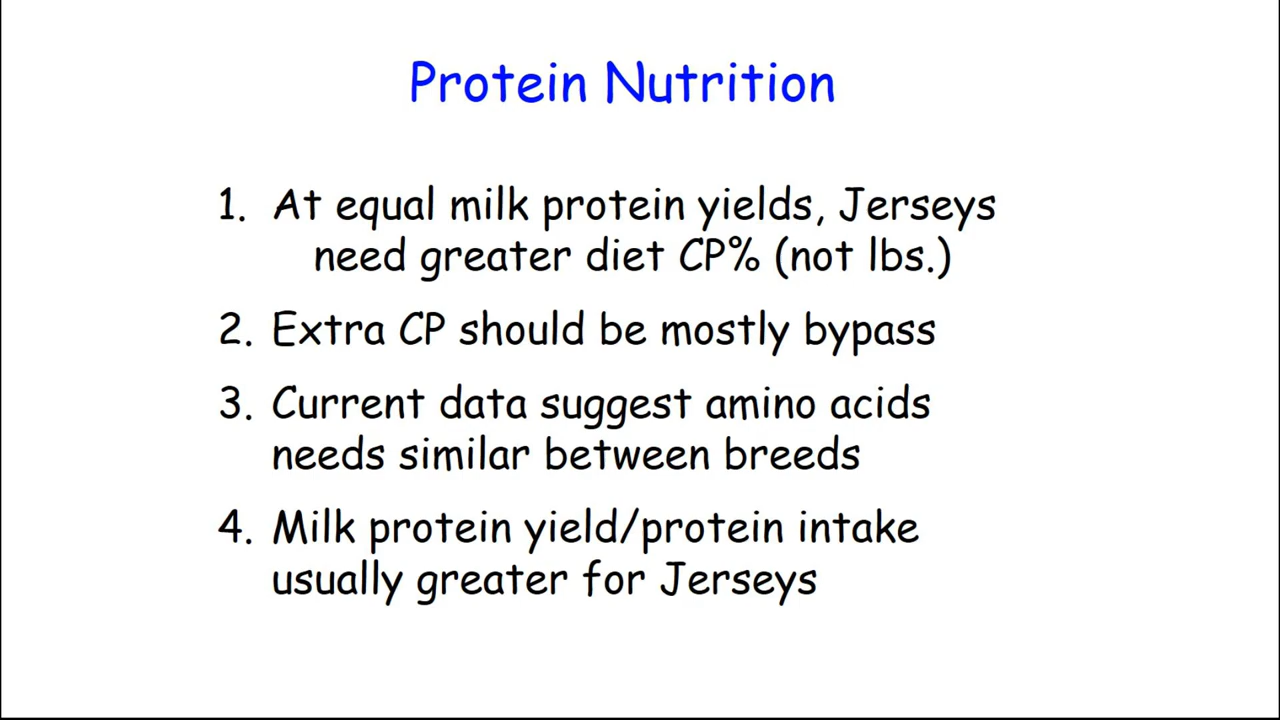 Protein Nutrition
1. At equal milk protein yields, Jerseys
need greater diet CP% (not lbs.)
2. Extra CP should be mostly bypass
3. Current data suggest amino acids
needs similar between breeds
4. Milk protein yield/protein intake
usually greater for Jerseys